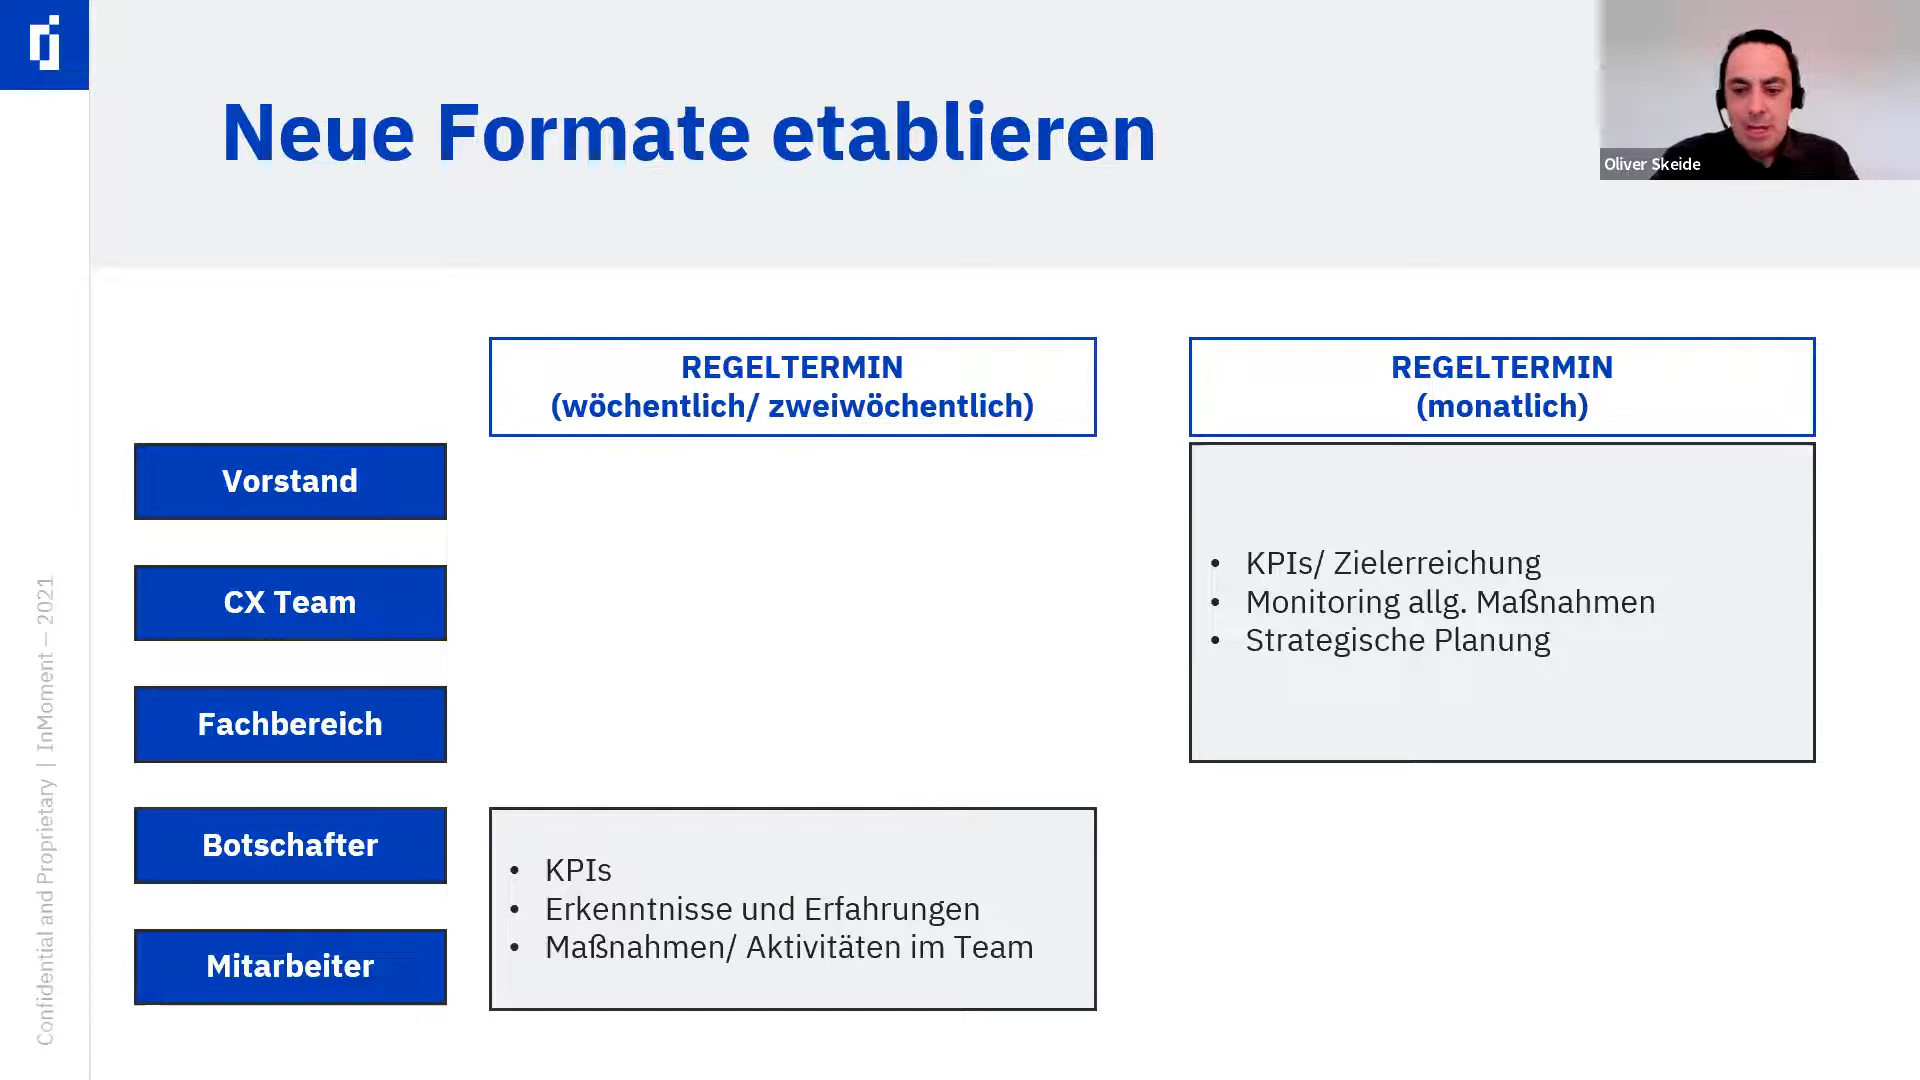 Neue Formate etablieren
Oliver Skeide
REGELTERMIN
(wöchentlich/ zweiwöchentlich)
REGELTERMIN
(monatlich)
Vorstand
CX Team
Fachbereich
Botschafter
Mitarbeiter
• KPIs/ Zielerreichung
• Monitoring allg. Maßnahmen
• Strategische Planung
• KPIs
• Erkenntnisse und Erfahrungen
• Maßnahmen/ Aktivitäten im Team
Confidential and Proprietary | InMoment – 2021